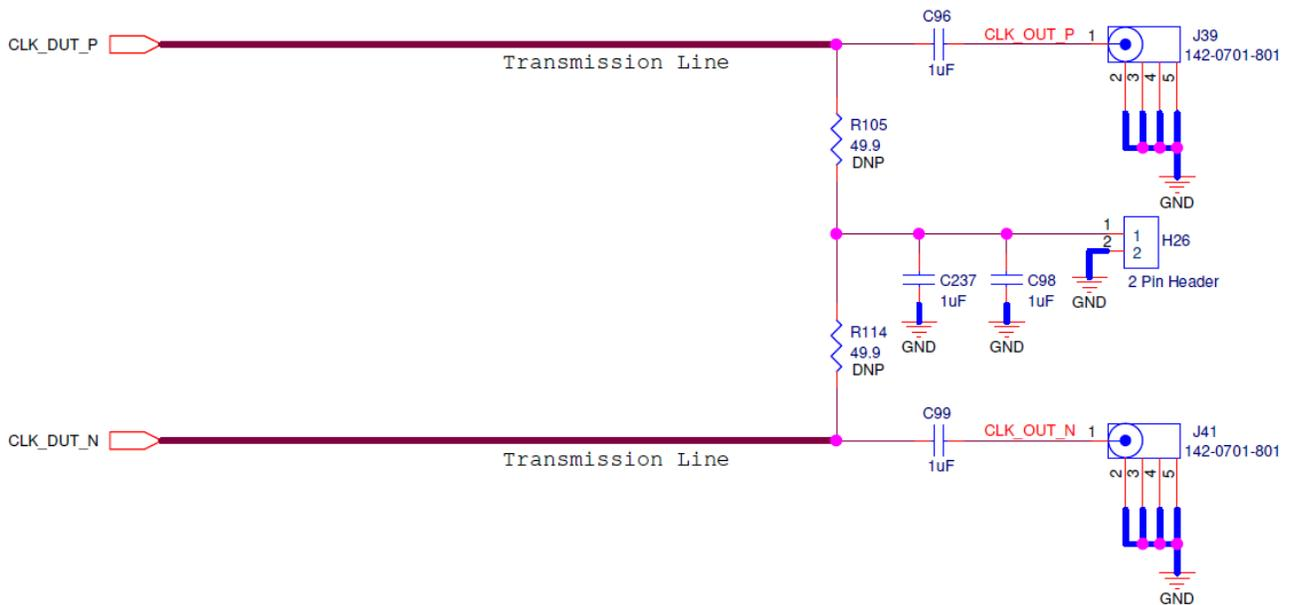 CLK_DUT_P
Transmission Line
C96
1uF
CLK_OUT_P
1
J39
142-0701-801
2
3
4
5
GND
R105
49.9
DNP
1
2
1
2
H26
2 Pin Header
GND
C237
1uF
GND
C98
1uF
GND
R114
49.9
DNP
CLK_DUT_N
Transmission Line
C99
1uF
CLK_OUT_N
1
J41
142-0701-801
2
3
4
5
GND